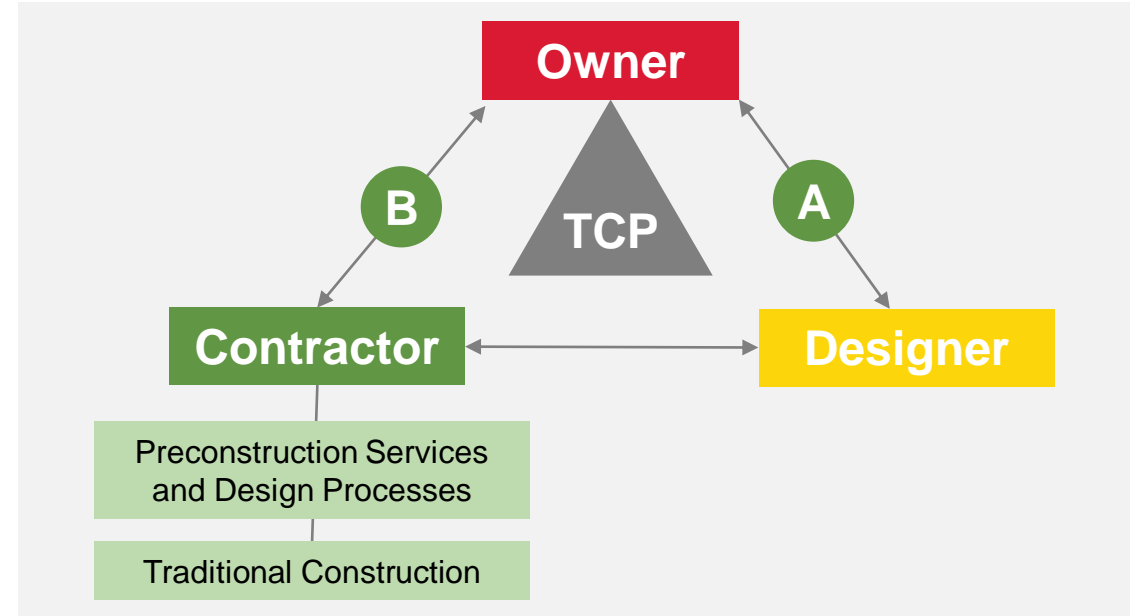 Owner
B
A
TCP
Contractor
Designer
Preconstruction Services
and Design Processes
Traditional Construction